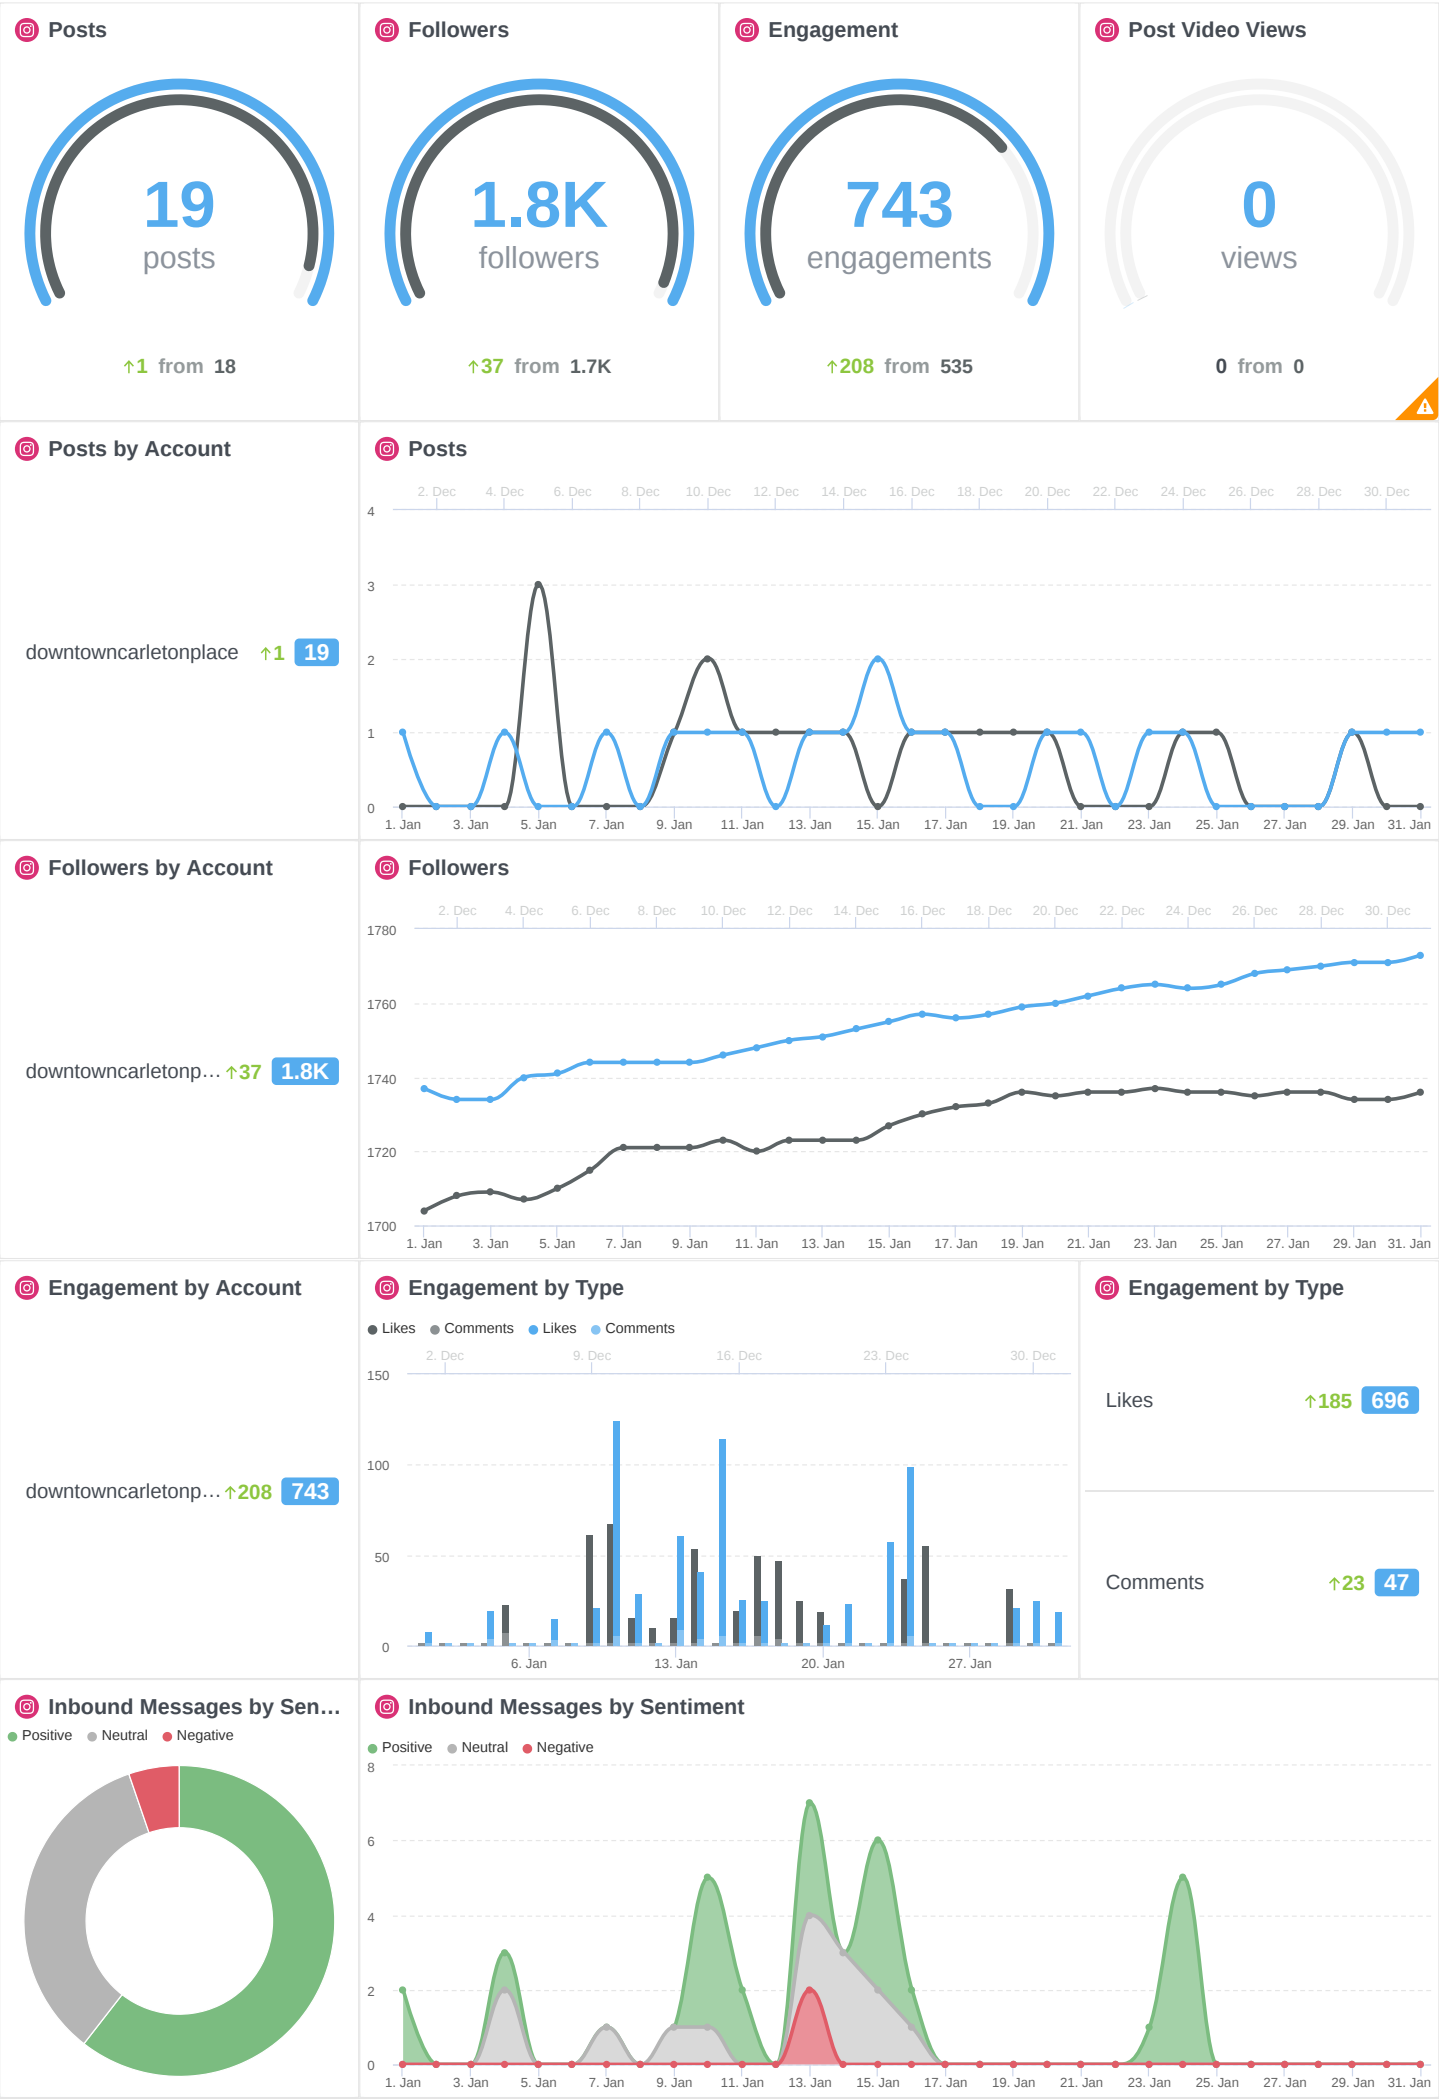 Posts
Followers
Engagement
Post Video Views
19
posts
↑1 from 18
1.8K
followers
↑37 from 1.7K
743
engagements
↑208 from 535
0
views
0 from 0
Posts by Account
downtowncarletonplace ↑1 19
Posts
2. Dec 4. Dec 6. Dec 8. Dec 10. Dec 12. Dec 14. Dec 16. Dec 18. Dec 20. Dec 22. Dec 24. Dec 26. Dec 28. Dec 30. Dec
4
3
2
1
0
1. Jan 3. Jan 5. Jan 7. Jan 9. Jan 11. Jan 13. Jan 15. Jan 17. Jan 19. Jan 21. Jan 23. Jan 25. Jan 27. Jan 29. Jan 31. Jan
Followers by Account
downtowncarletonp... ↑37 1.8K
Followers
2. Dec 4. Dec 6. Dec 8. Dec 10. Dec 12. Dec 14. Dec 16. Dec 18. Dec 20. Dec 22. Dec 24. Dec 26. Dec 28. Dec 30. Dec
1780
1760
1740
1720
1700
1. Jan 3. Jan 5. Jan 7. Jan 9. Jan 11. Jan 13. Jan 15. Jan 17. Jan 19. Jan 21. Jan 23. Jan 25. Jan 27. Jan 29. Jan 31. Jan
Engagement by Account
downtowncarletonp... ↑208 743
Engagement by Type
Likes Comments Likes Comments
2. Dec 9. Dec 16. Dec 23. Dec 30. Dec
150
100
50
0
6. Jan 13. Jan 20. Jan 27. Jan
Engagement by Type
Likes ↑185 696
Comments ↑23 47
Inbound Messages by Sen...
Positive Neutral Negative
Inbound Messages by Sentiment
Positive Neutral Negative
8
6
4
2
0
1. Jan 3. Jan 5. Jan 7. Jan 9. Jan 11. Jan 13. Jan 15. Jan 17. Jan 19. Jan 21. Jan 23. Jan 25. Jan 27. Jan 29. Jan 31. Jan